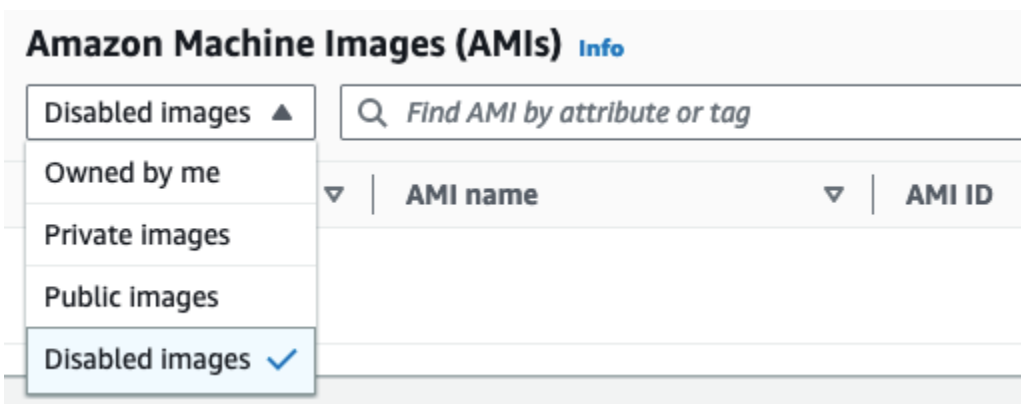 Amazon Machine Images (AMIs) Info
Disabled images
Find AMI by attribute or tag
Owned by me
AMI name
AMI ID
Private images
Public images
Disabled images